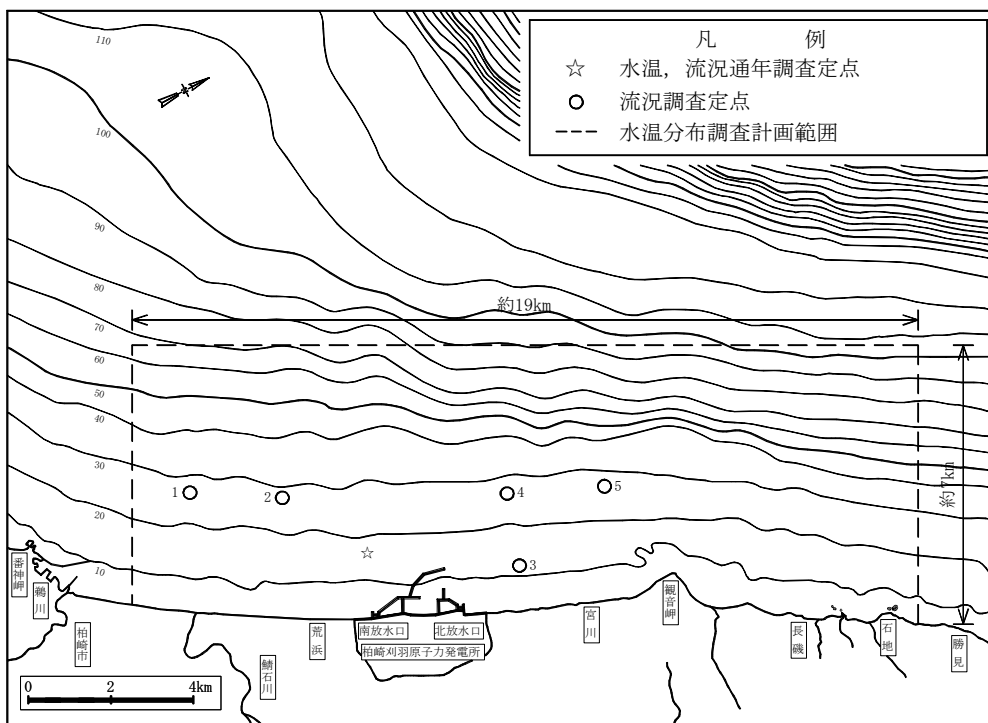 凡 例
☆ 水温，流況通年調査定点
○ 流況調査定点
--- 水温分布調査計画範囲
110
100
90
80
70
60
50
40
30
20
10
約19km
約7km
1
2
4
5
3
番神岬
鵜川
柏崎市
鯖石川
荒浜
南放水口
北放水口
柏崎刈羽原子力発電所
宮川
観音岬
長磯
石地
勝見
0 2 4km